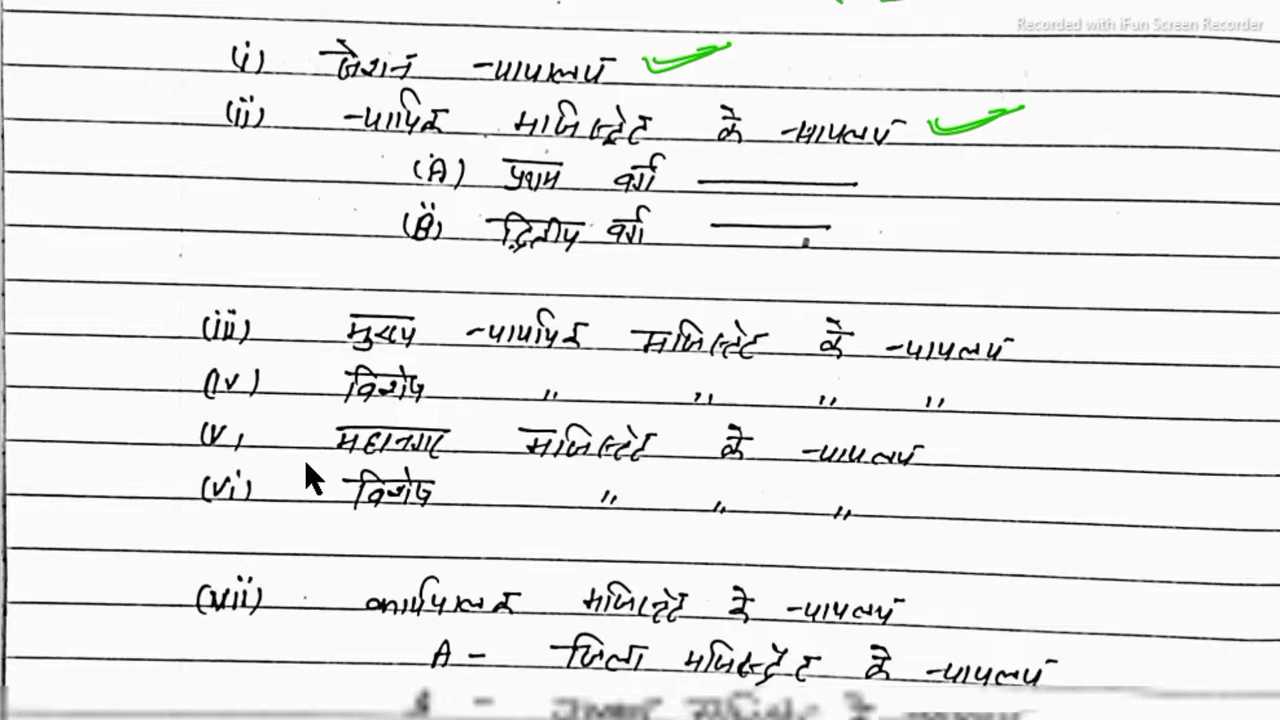 Recorded with iFun Screen Recorder
(i) सेशन न्यायालय
(ii) न्यायिक मजिस्ट्रेट के न्यायालय
(A) प्रथम वर्ग
(B) द्वितीय वर्ग
(iii) मुख्य न्यायिक मजिस्ट्रेट के न्यायालय
(iv) विशेष " " " "
(v) महानगर मजिस्ट्रेट के न्यायालय
(vi) विशेष " " "
(vii) कार्यपालक मजिस्ट्रेट के न्यायालय
A - जिला मजिस्ट्रेट के न्यायालय